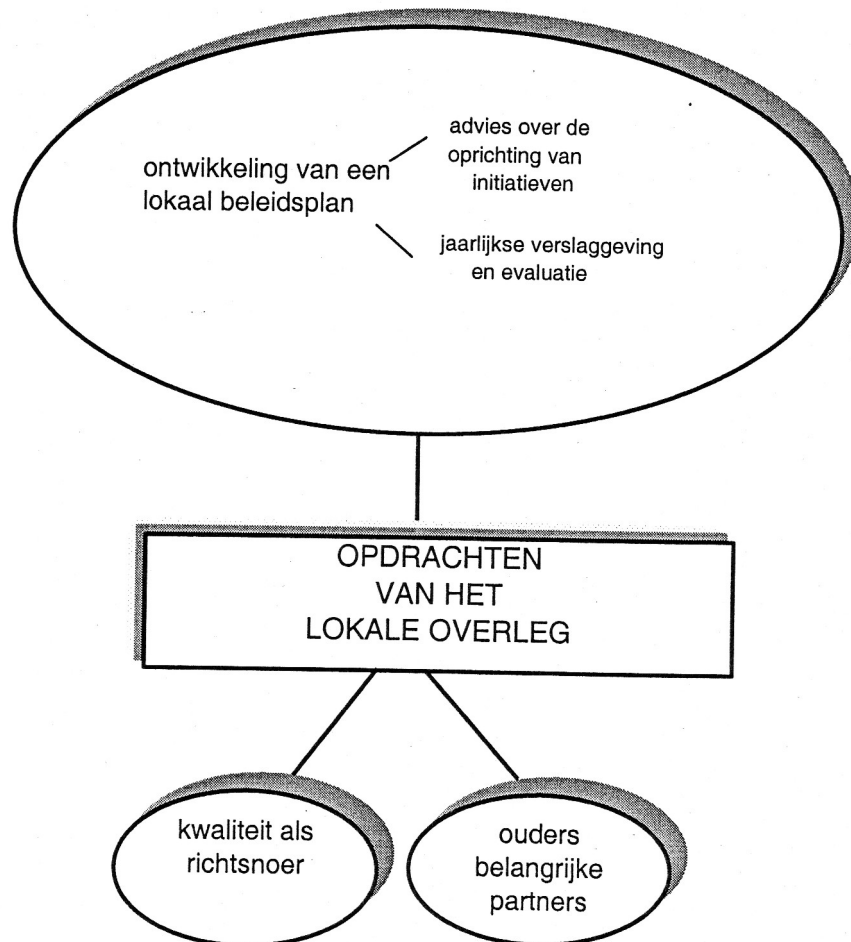 ontwikkeling van een
lokaal beleidsplan
advies over de
oprichting van
initiatieven
jaarlijkse verslaggeving
en evaluatie
OPDRACHTEN
VAN HET
LOKALE OVERLEG
kwaliteit als
richtsnoer
ouders
belangrijke
partners